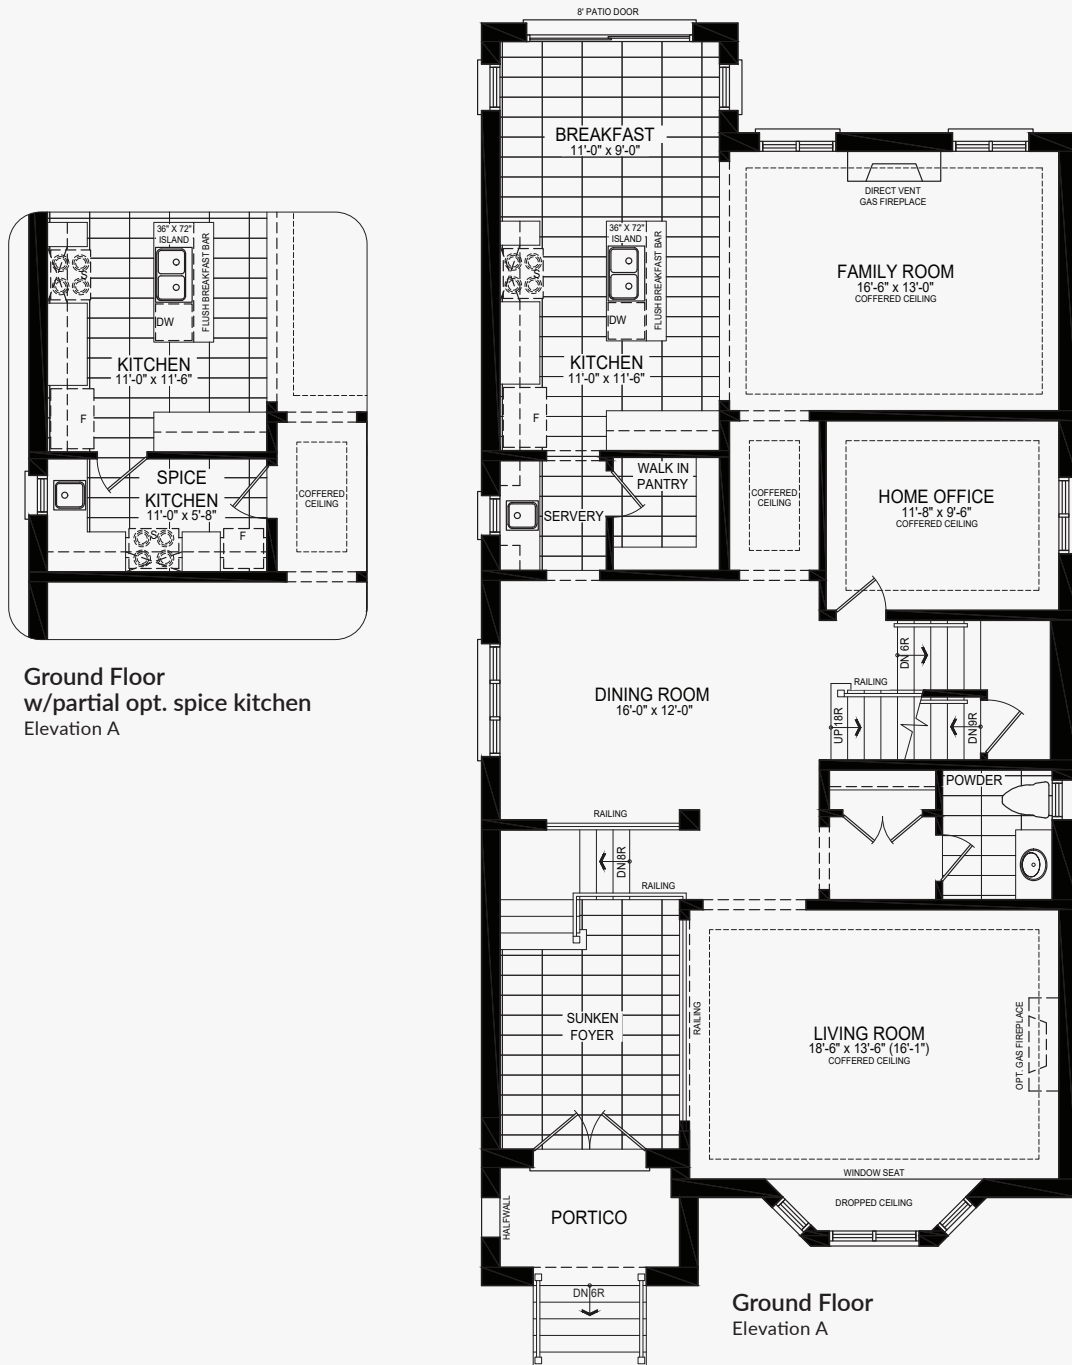 8' PATIO DOOR
BREAKFAST
11'-0" x 9'-0"
DIRECT VENT
GAS FIREPLACE
FAMILY ROOM
16'-6" x 13'-0"
COFFERED CEILING
36" X 72"
ISLAND
FLUSH BREAKFAST BAR
S
DW
KITCHEN
11'-0" x 11'-6"
F
WALK IN
PANTRY
SERVERY
COFFERED
CEILING
HOME OFFICE
11'-8" x 9'-6"
COFFERED CEILING
DN 6R
RAILING
UP 18R
DN 9R
DINING ROOM
16'-0" x 12'-0"
POWDER
RAILING
DN 8R
RAILING
SUNKEN
FOYER
RAILING
LIVING ROOM
18'-6" x 13'-6" (16'-1")
COFFERED CEILING
OPT. GAS FIREPLACE
WINDOW SEAT
DROPPED CEILING
HALFWALL
PORTICO
DN 6R
Ground Floor
Elevation A
36" X 72"
ISLAND
FLUSH BREAKFAST BAR
S
DW
KITCHEN
11'-0" x 11'-6"
F
SPICE
KITCHEN
11'-0" x 5'-8"
S
F
COFFERED
CEILING
Ground Floor
w/partial opt. spice kitchen
Elevation A